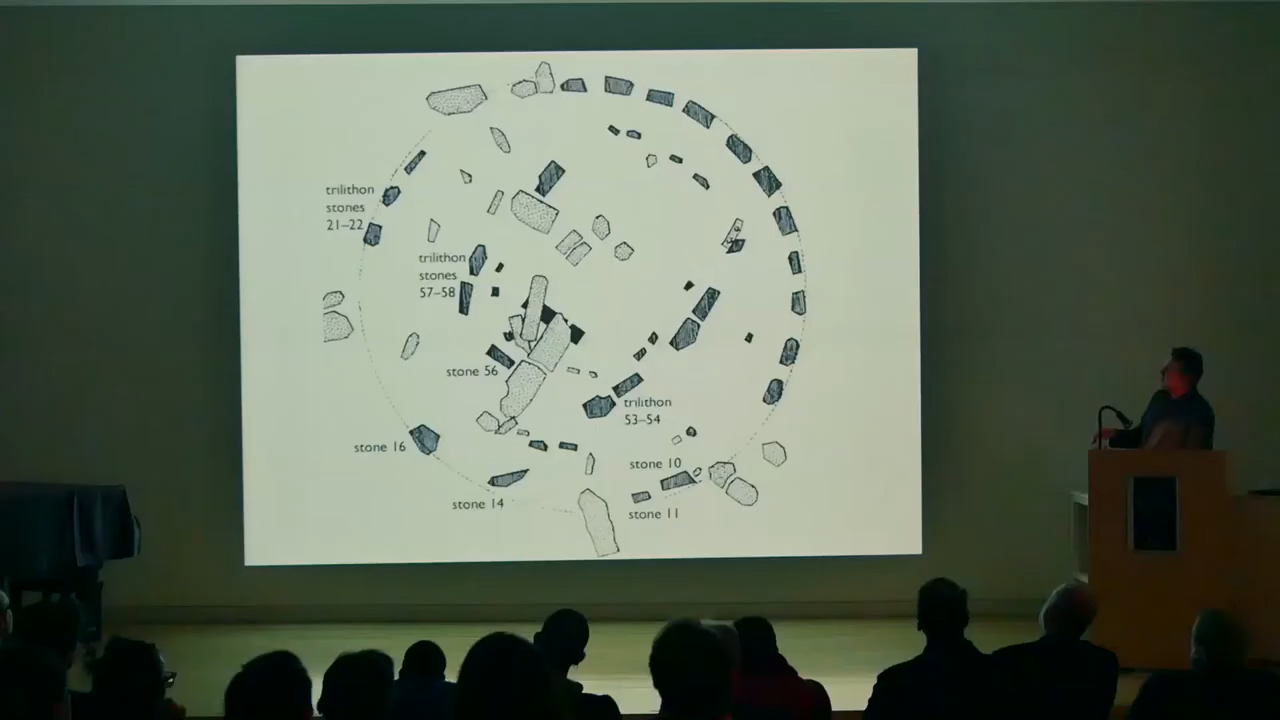 trilithon
stones
21–22
trilithon
stones
57–58
stone 56
trilithon
53–54
stone 16
stone 10
stone 14
stone 11